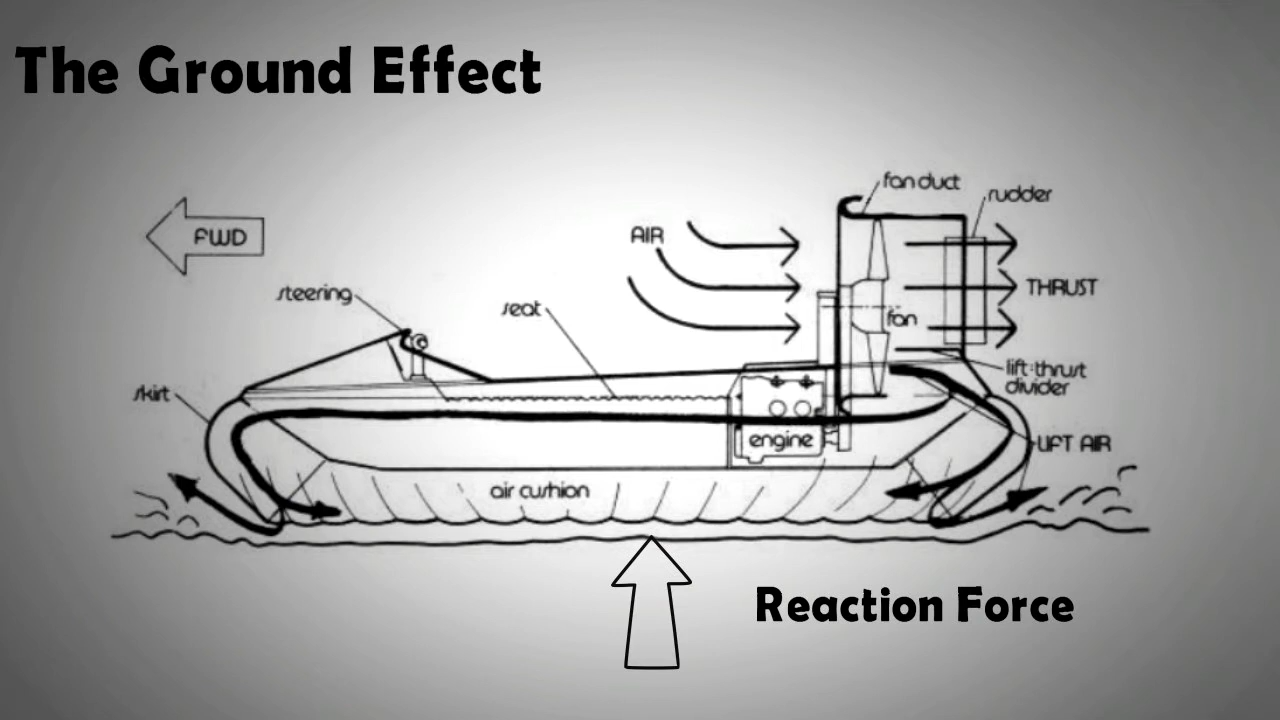 The Ground Effect
fan duct
rudder
FWD
AIR
steering
seat
THRUST
fan
lift:thrust
divider
skirt
engine
LIFT AIR
air cushion
Reaction Force